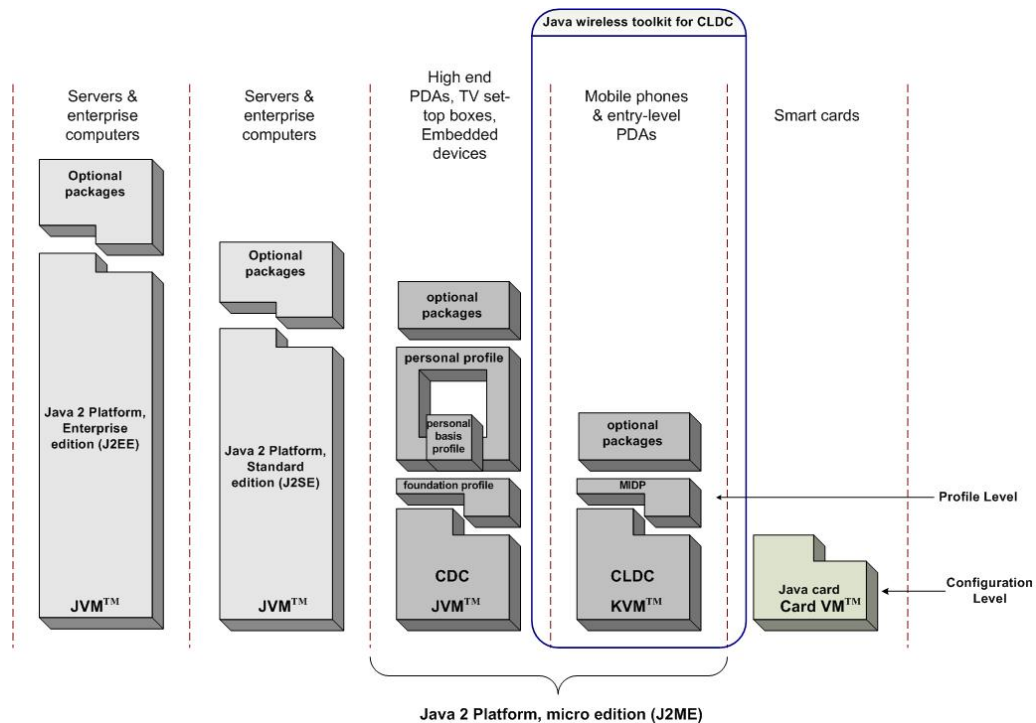 Java wireless toolkit for CLDC
Servers &
enterprise
computers
Optional
packages
Java 2 Platform,
Enterprise
edition (J2EE)
JVM™
Servers &
enterprise
computers
Optional
packages
Java 2 Platform,
Standard
edition (J2SE)
JVM™
High end
PDAs, TV set-
top boxes,
Embedded
devices
optional
packages
personal profile
personal
basis
profile
foundation profile
CDC
JVM™
Mobile phones
& entry-level
PDAs
optional
packages
MIDP
CLDC
KVM™
Smart cards
Java card
Card VM™
Profile Level
Configuration
Level
Java 2 Platform, micro edition (J2ME)